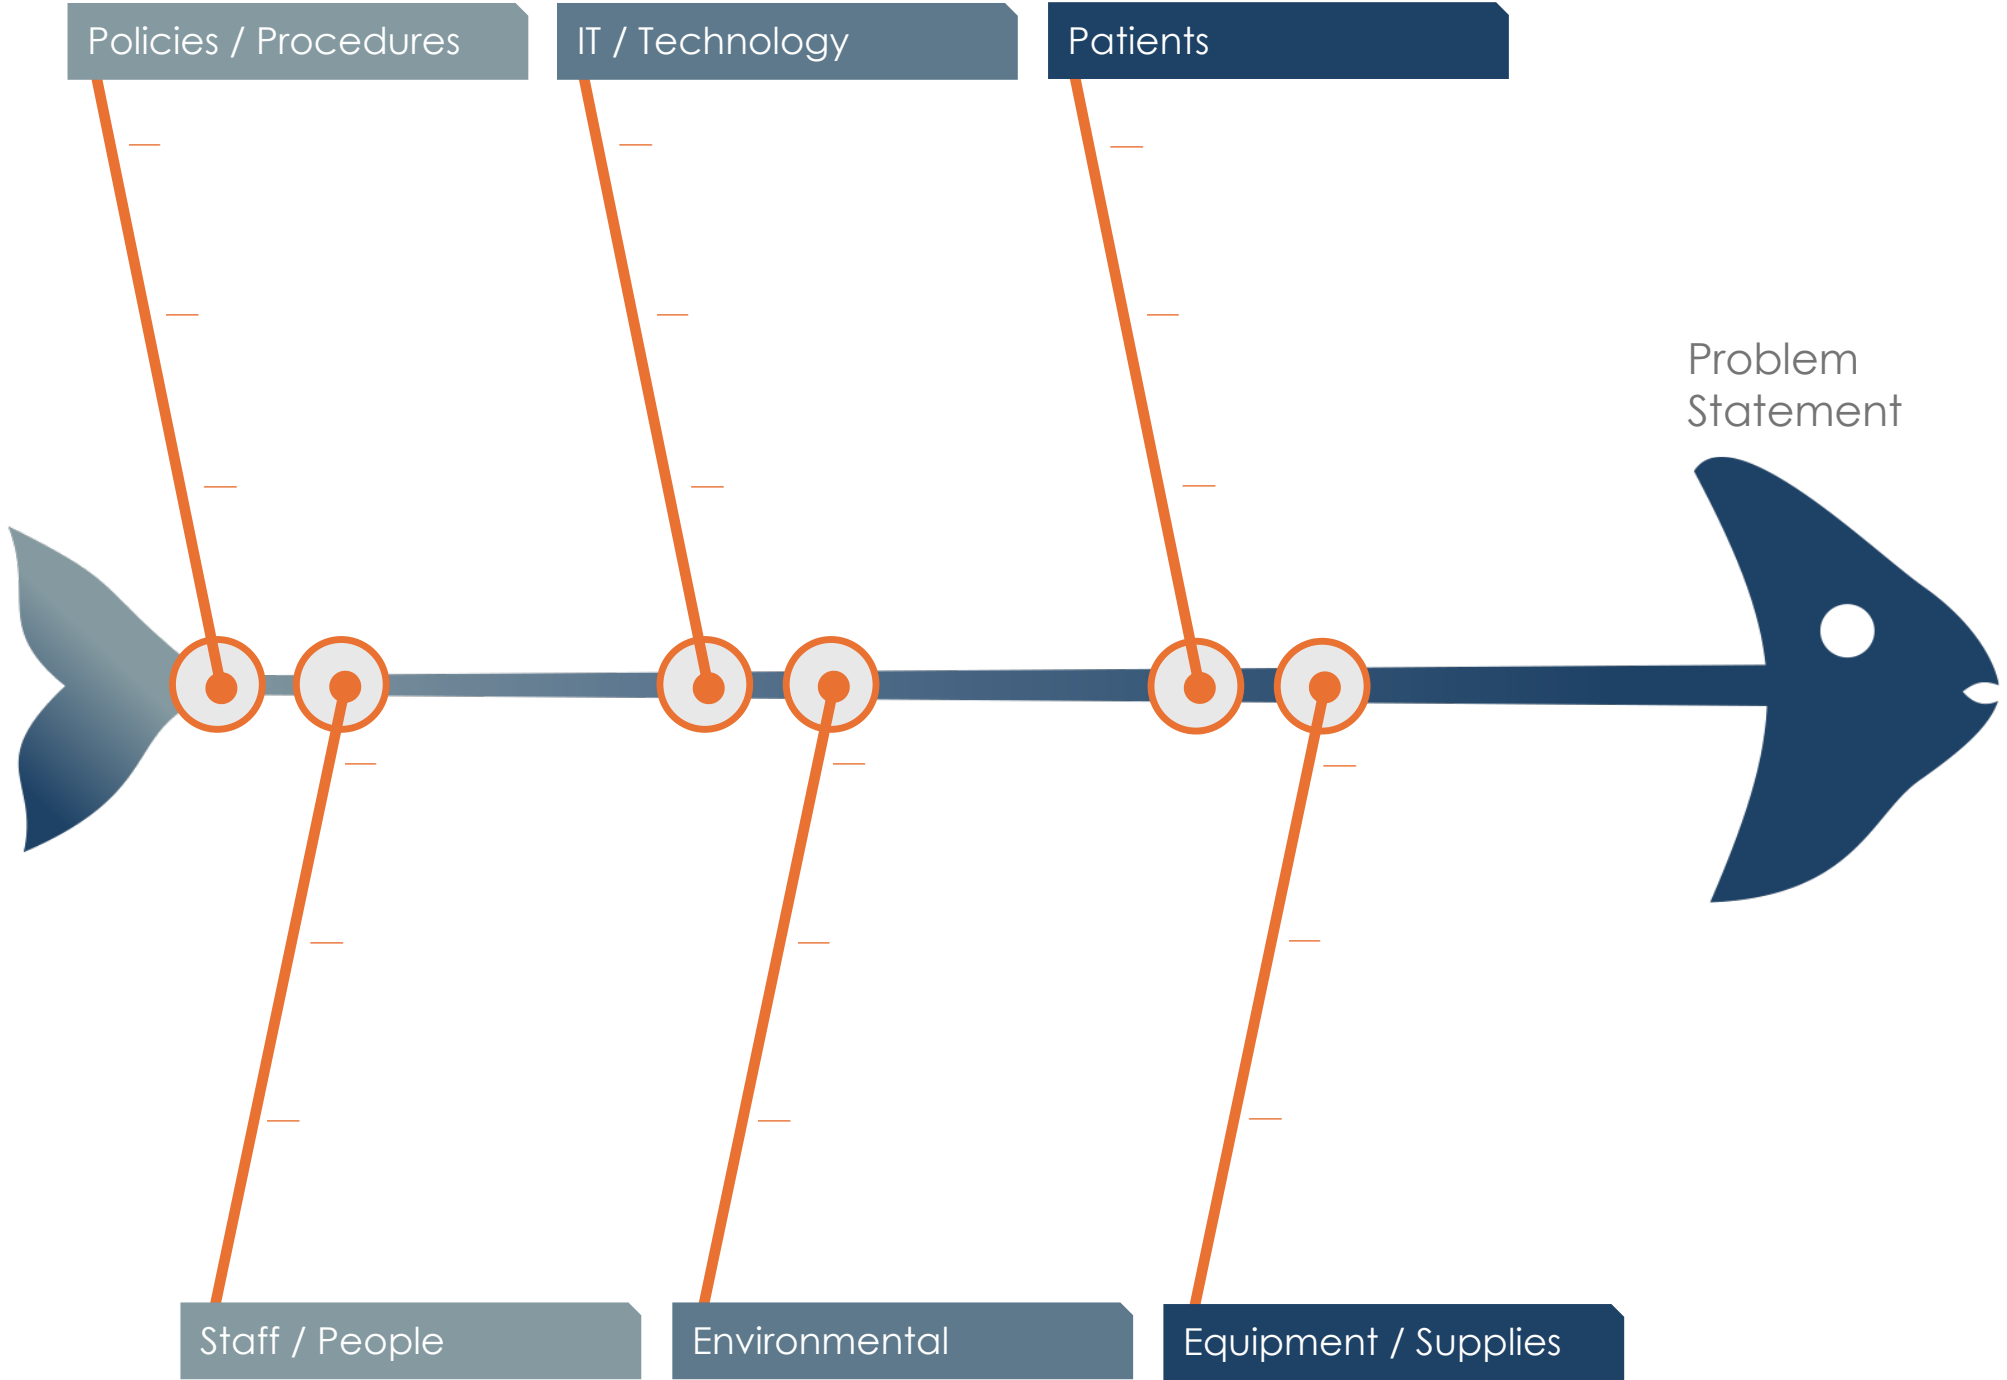 Policies / Procedures
IT / Technology
Patients
Problem
Statement
Staff / People
Environmental
Equipment / Supplies